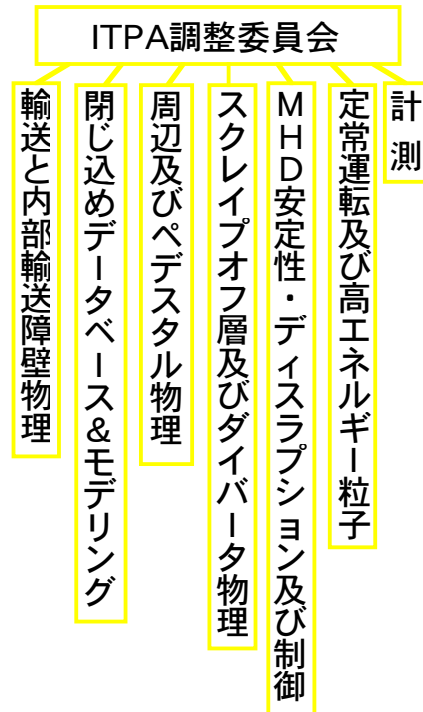 ITPA調整委員会
輸送と内部輸送障壁物理
閉じ込めデータベース&モデリング
周辺及びペデスタル物理
スクレイプオフ層及びダイバータ物理
MHD安定性・ディスラプション及び制御
定常運転及び高エネルギー粒子
計測